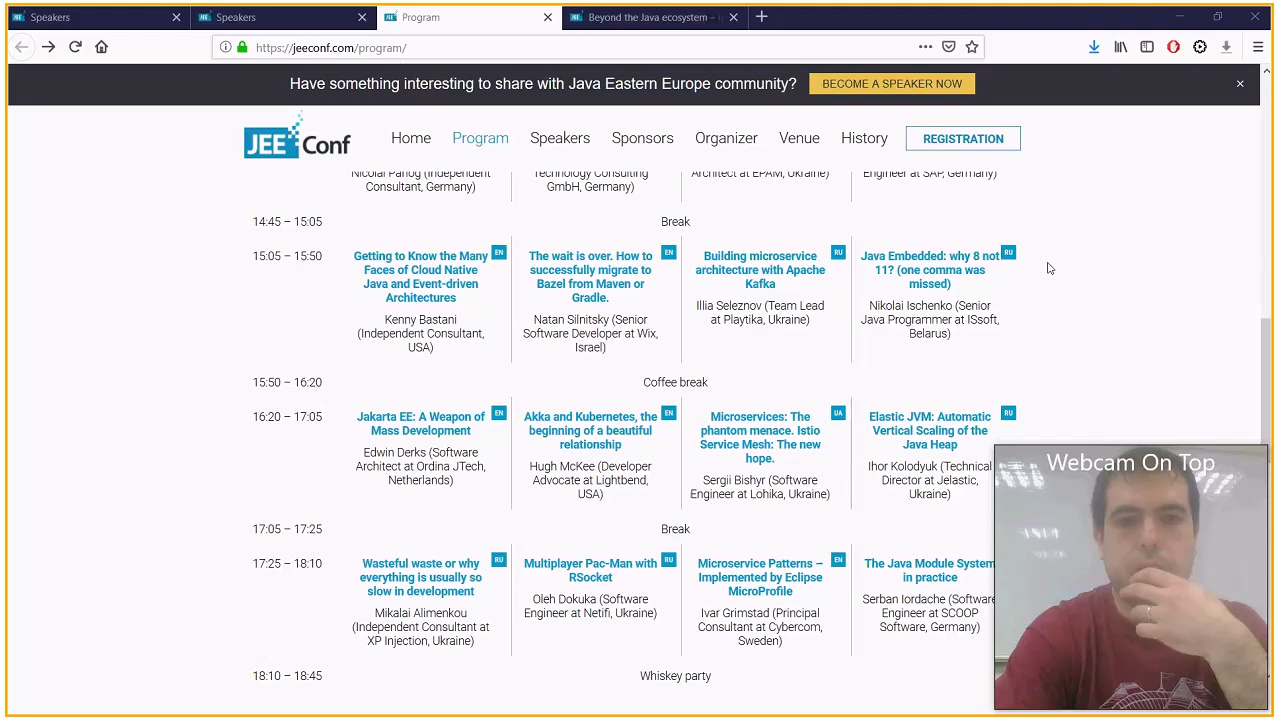 Speakers
Speakers
Program
Beyond the Java ecosystem –
https://jeeconf.com/program/
Have something interesting to share with Java Eastern Europe community?
BECOME A SPEAKER NOW
JEE Conf
Home
Program
Speakers
Sponsors
Organizer
Venue
History
REGISTRATION
Consultant, Germany)
Technology Consulting
GmbH, Germany)
Architect at EPAM, Ukraine)
Engineer at SAP, Germany)
14:45 – 15:05
Break
15:05 – 15:50
Getting to Know the Many
Faces of Cloud Native
Java and Event-driven
Architectures
EN
Kenny Bastani
(Independent Consultant,
USA)
The wait is over. How to
successfully migrate to
Bazel from Maven or
Gradle.
EN
Natan Silnitsky (Senior
Software Developer at Wix,
Israel)
Building microservice
architecture with Apache
Kafka
RU
Illia Seleznov (Team Lead
at Playtika, Ukraine)
Java Embedded: why 8 not
11? (one comma was
missed)
RU
Nikolai Ischenko (Senior
Java Programmer at ISsoft,
Belarus)
15:50 – 16:20
Coffee break
16:20 – 17:05
Jakarta EE: A Weapon of
Mass Development
EN
Edwin Derks (Software
Architect at Ordina JTech,
Netherlands)
Akka and Kubernetes, the
beginning of a beautiful
relationship
EN
Hugh McKee (Developer
Advocate at Lightbend,
USA)
Microservices: The
phantom menace. Istio
Service Mesh: The new
hope.
UA
Sergii Bishyr (Software
Engineer at Lohika, Ukraine)
Elastic JVM: Automatic
Vertical Scaling of the
Java Heap
RU
Ihor Kolodyuk (Technical
Director at Jelastic,
Ukraine)
17:05 – 17:25
Break
17:25 – 18:10
Wasteful waste or why
everything is usually so
slow in development
RU
Mikalai Alimenkou
(Independent Consultant at
XP Injection, Ukraine)
Multiplayer Pac-Man with
RSocket
RU
Oleh Dokuka (Software
Engineer at Netifi, Ukraine)
Microservice Patterns –
Implemented by Eclipse
MicroProfile
EN
Ivar Grimstad (Principal
Consultant at Cybercom,
Sweden)
The Java Module System
in practice
Serban Iordache (Software
Engineer at SCOOP
Software, Germany)
18:10 – 18:45
Whiskey party
Webcam On Top